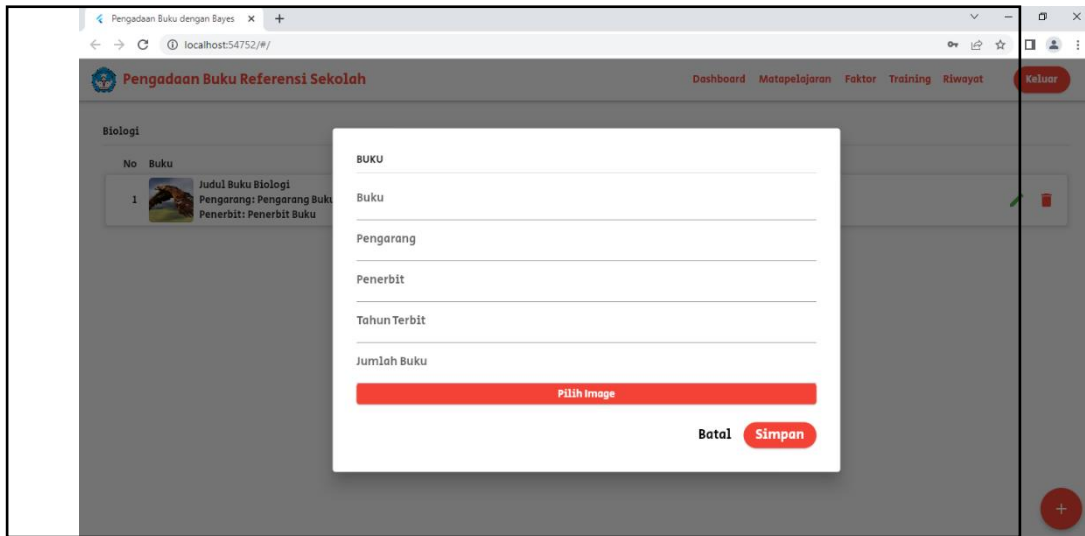 Pengadaan Buku dengan Bayes
localhost:54752/#/
Pengadaan Buku Referensi Sekolah
Dashboard Matapelajaran Faktor Training Riwayat Keluar
Biologi
No Buku
1
Judul Buku Biologi
Pengarang: Pengarang Buku
Penerbit: Penerbit Buku
BUKU
Buku
Pengarang
Penerbit
Tahun Terbit
Jumlah Buku
Pilih Image
Batal Simpan